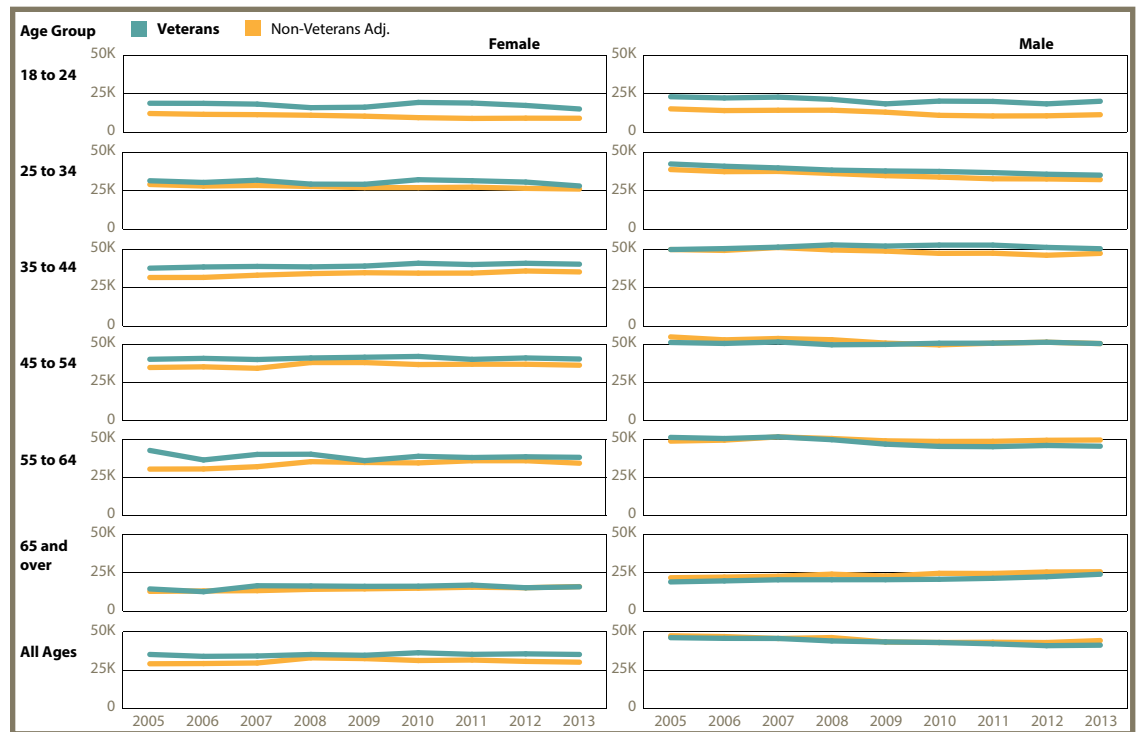 Age Group Veterans Non-Veterans Adj.
Female Male
18 to 24
50K 50K
25K 25K
0 0
25 to 34
50K 50K
25K 25K
0 0
35 to 44
50K 50K
25K 25K
0 0
45 to 54
50K 50K
25K 25K
0 0
55 to 64
50K 50K
25K 25K
0 0
65 and
over
50K 50K
25K 25K
0 0
All Ages
50K 50K
25K 25K
0 0
2005 2006 2007 2008 2009 2010 2011 2012 2013 2005 2006 2007 2008 2009 2010 2011 2012 2013